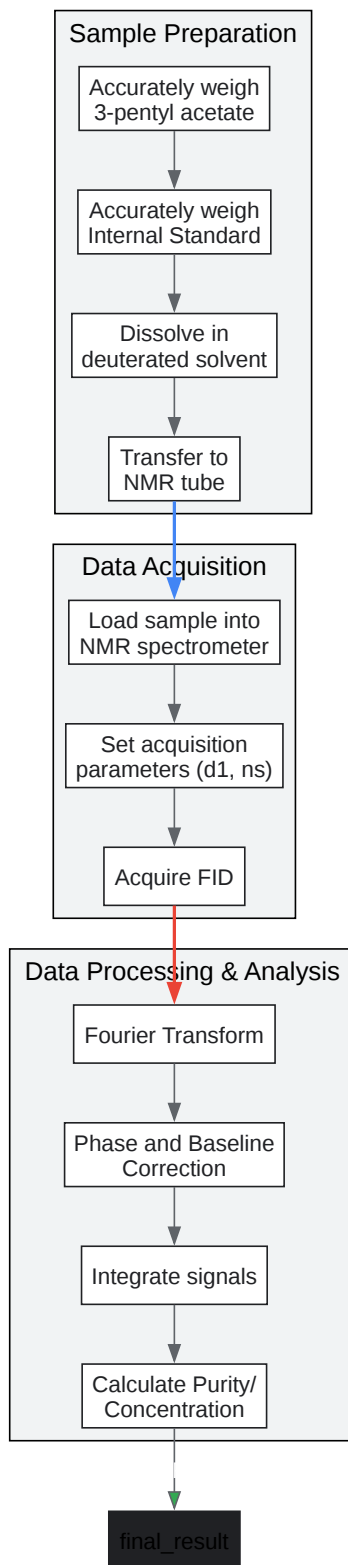 Sample Preparation
Accurately weigh
3-pentyl acetate
Accurately weigh
Internal Standard
Dissolve in
deuterated solvent
Transfer to
NMR tube
Data Acquisition
Load sample into
NMR spectrometer
Set acquisition
parameters (d1, ns)
Acquire FID
Data Processing & Analysis
Fourier Transform
Phase and Baseline
Correction
Integrate signals
Calculate Purity/
Concentration
final_result